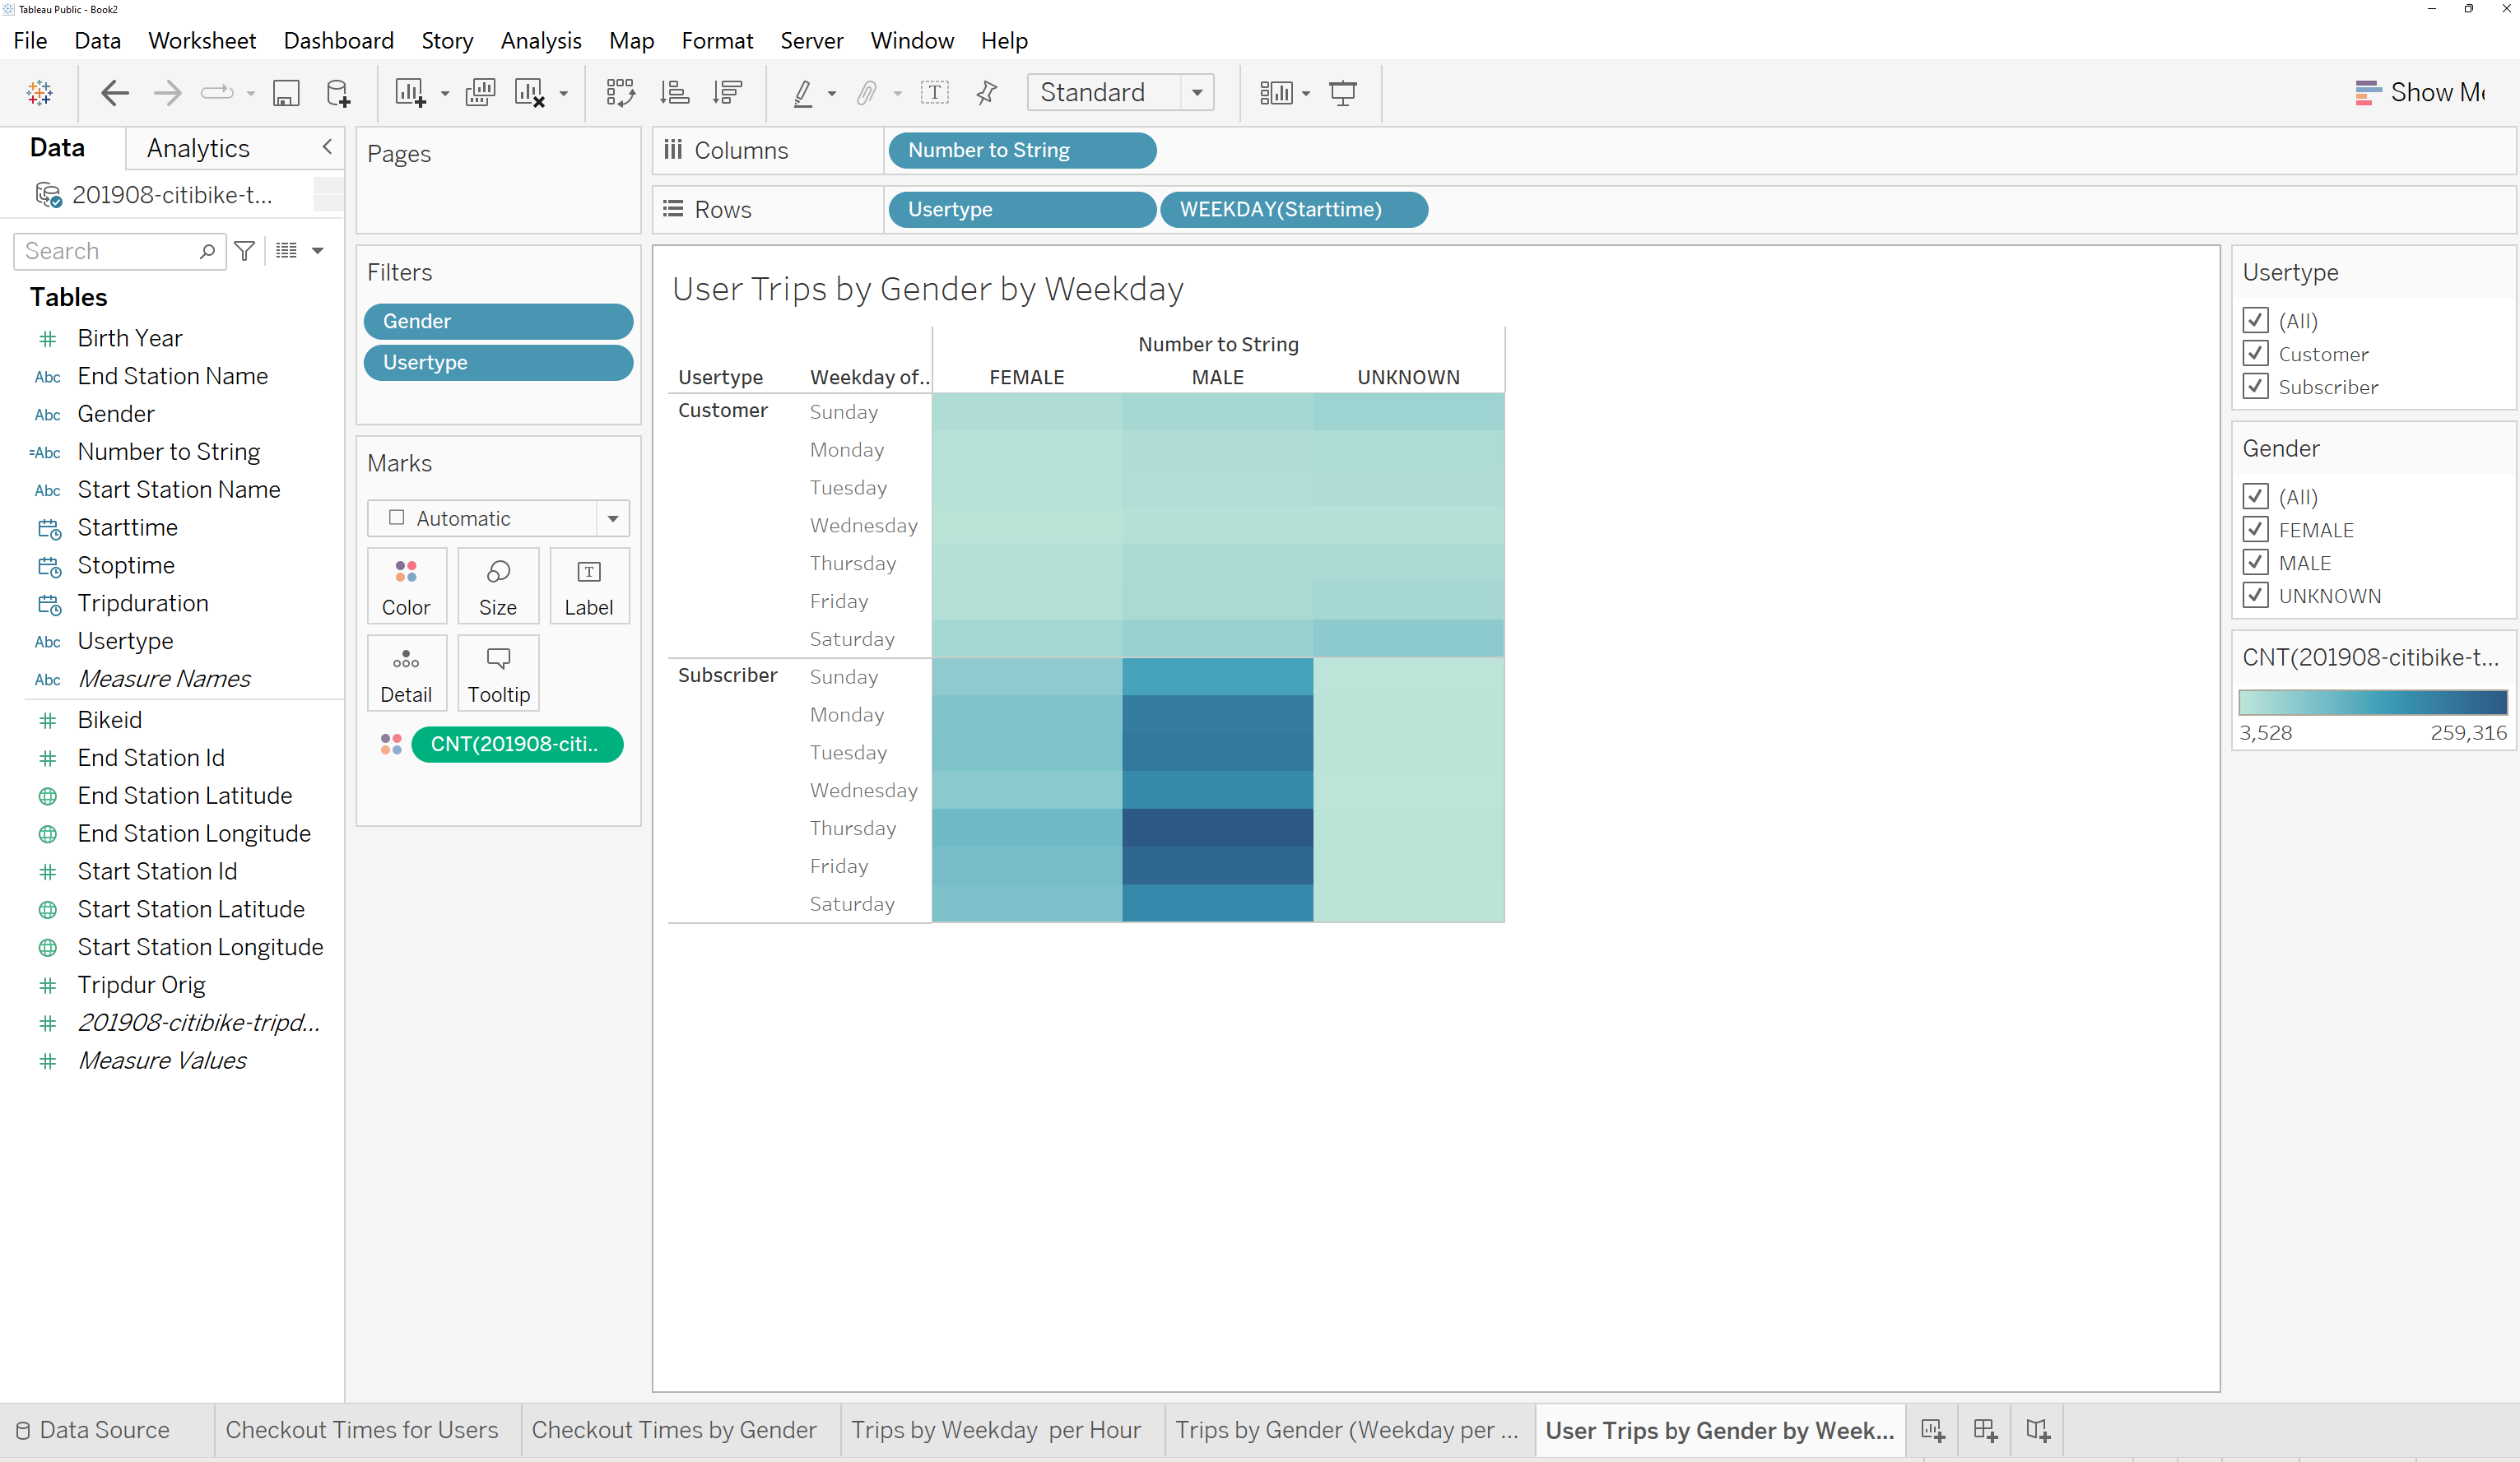 Tableau Public - Book2
File Data Worksheet Dashboard Story Analysis Map Format Server Window Help
Standard
Show Me
Data
Analytics
201908-citibike-t...
Search
Tables
Birth Year
Abc End Station Name
Abc Gender
=Abc Number to String
Abc Start Station Name
Starttime
Stoptime
Tripduration
Abc Usertype
Abc Measure Names
Bikeid
End Station Id
End Station Latitude
End Station Longitude
Start Station Id
Start Station Latitude
Start Station Longitude
Tripdur Orig
201908-citibike-tripd...
Measure Values
Pages
Filters
Gender
Usertype
Marks
Automatic
Color Size Label
Detail Tooltip
CNT(201908-citi..
Columns Number to String
Rows Usertype WEEKDAY(Starttime)
User Trips by Gender by Weekday
Number to String
Usertype Weekday of.. FEMALE MALE UNKNOWN
Customer Sunday
Monday
Tuesday
Wednesday
Thursday
Friday
Saturday
Subscriber Sunday
Monday
Tuesday
Wednesday
Thursday
Friday
Saturday
Usertype
(All)
Customer
Subscriber
Gender
(All)
FEMALE
MALE
UNKNOWN
CNT(201908-citibike-t...
3,528 259,316
Data Source Checkout Times for Users Checkout Times by Gender Trips by Weekday per Hour Trips by Gender (Weekday per ... User Trips by Gender by Week...